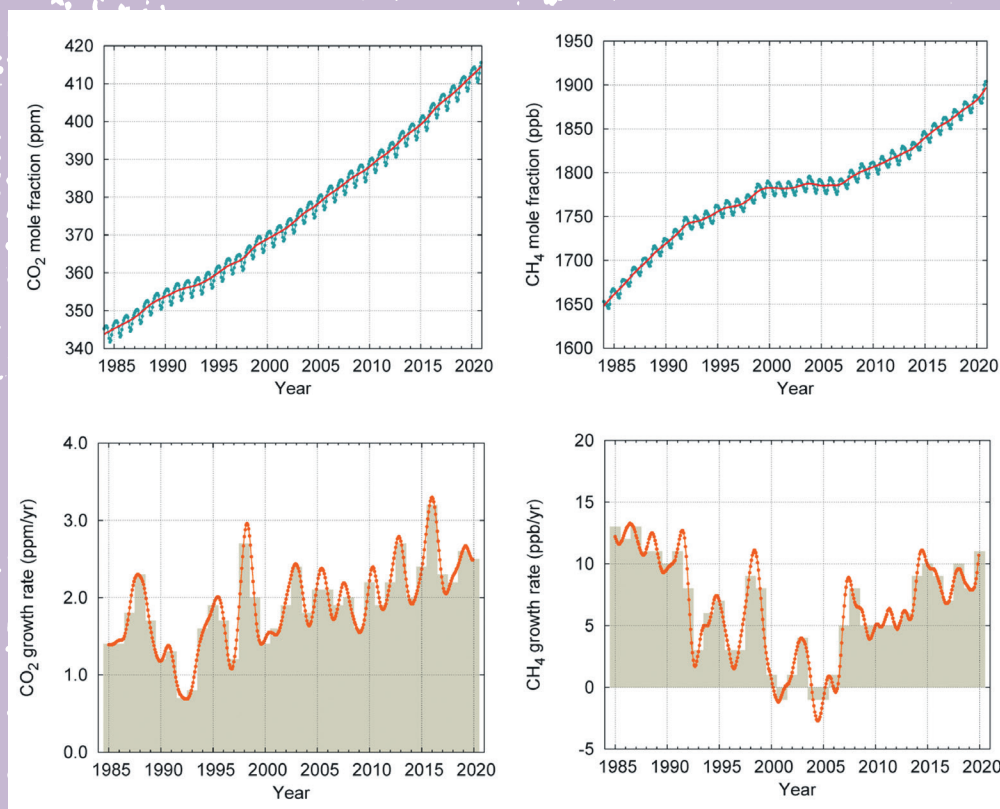 420
410
400
390
380
370
360
350
340
CO₂ mole fraction (ppm)
1985 1990 1995 2000 2005 2010 2015 2020
Year
1950
1900
1850
1800
1750
1700
1650
1600
CH₄ mole fraction (ppb)
1985 1990 1995 2000 2005 2010 2015 2020
Year
4.0
3.0
2.0
1.0
0.0
CO₂ growth rate (ppm/yr)
1985 1990 1995 2000 2005 2010 2015 2020
Year
20
15
10
5
0
-5
CH₄ growth rate (ppb/yr)
1985 1990 1995 2000 2005 2010 2015 2020
Year